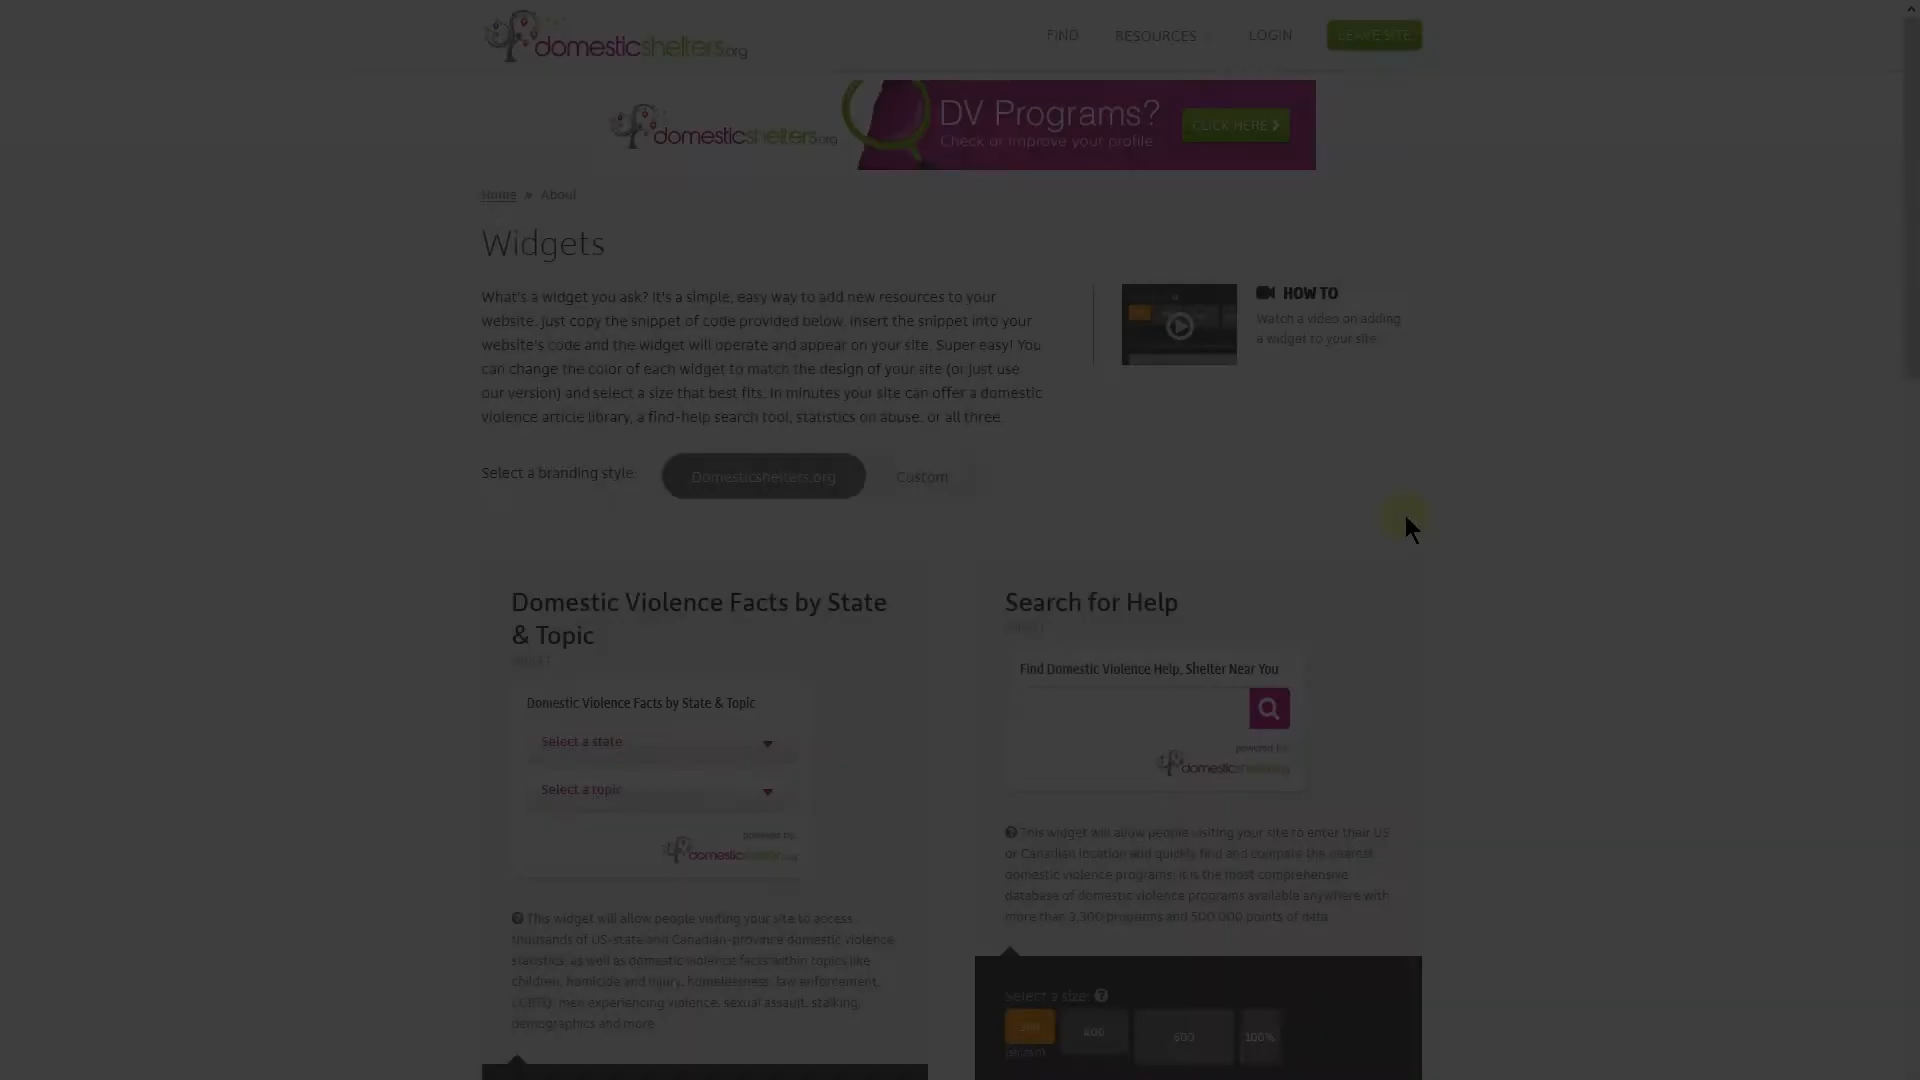 domesticshelters.org
FIND
RESOURCES
LOGIN
LEAVE SITE
domesticshelters.org
DV Programs?
Check or improve your profile
CLICK HERE
Home » About
Widgets
What's a widget you ask? It's a simple, easy way to add new resources to your
website. Just copy the snippet of code provided below. Insert the snippet into your
website's code and the widget will operate and appear on your site. Super easy! You
can change the color of each widget to match the design of your site (or just use
our version) and select a size that best fits. In minutes your site can offer a domestic
violence article library, a find-help search tool, statistics on abuse, or all three.
HOW TO
Watch a video on adding
a widget to your site.
Select a branding style:
Domesticshelters.org
Custom
Domestic Violence Facts by State
& Topic
WIDGET
Domestic Violence Facts by State & Topic
Select a state
Select a topic
powered by:
domesticshelters.org
This widget will allow people visiting your site to access
thousands of US-state and Canadian-province domestic violence
statistics, as well as domestic violence facts within topics like
children, homicide and injury, homelessness, law enforcement,
LGBTQ, men experiencing violence, sexual assault, stalking,
demographics and more.
Search for Help
WIDGET
Find Domestic Violence Help, Shelter Near You
powered by:
domesticshelters.org
This widget will allow people visiting your site to enter their US
or Canadian location and quickly find and compare the nearest
domestic violence programs. It is the most comprehensive
database of domestic violence programs available anywhere with
more than 3,300 programs and 500,000 points of data.
Select a size:
300
400
600
100%